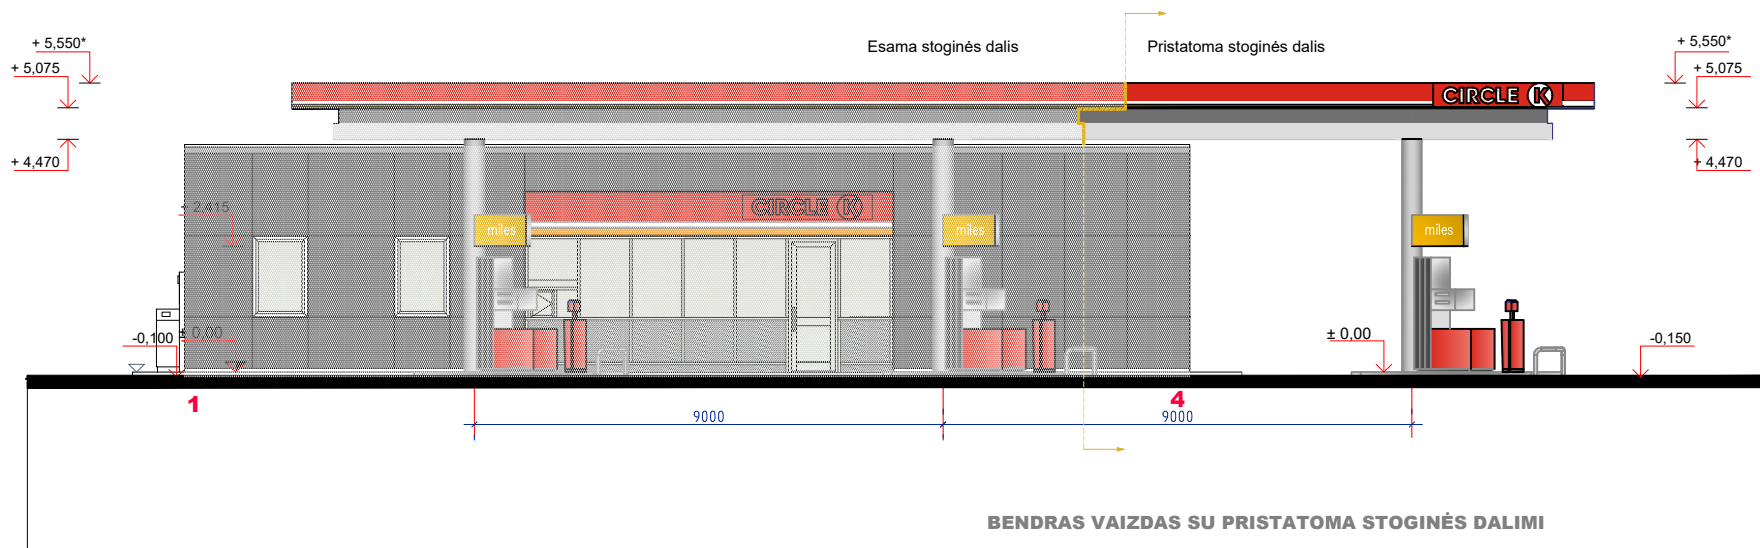 Esama stoginės dalis
Pristatoma stoginės dalis
+ 5,550*
+ 5,075
+ 4,470
+ 5,550*
+ 5,075
+ 4,470
CIRCLE K
CIRCLE K
+ 2,415
miles
miles
miles
± 0,00
-0,100
± 0,00
-0,150
1
4
9000
9000
BENDRAS VAIZDAS SU PRISTATOMA STOGINĖS DALIMI